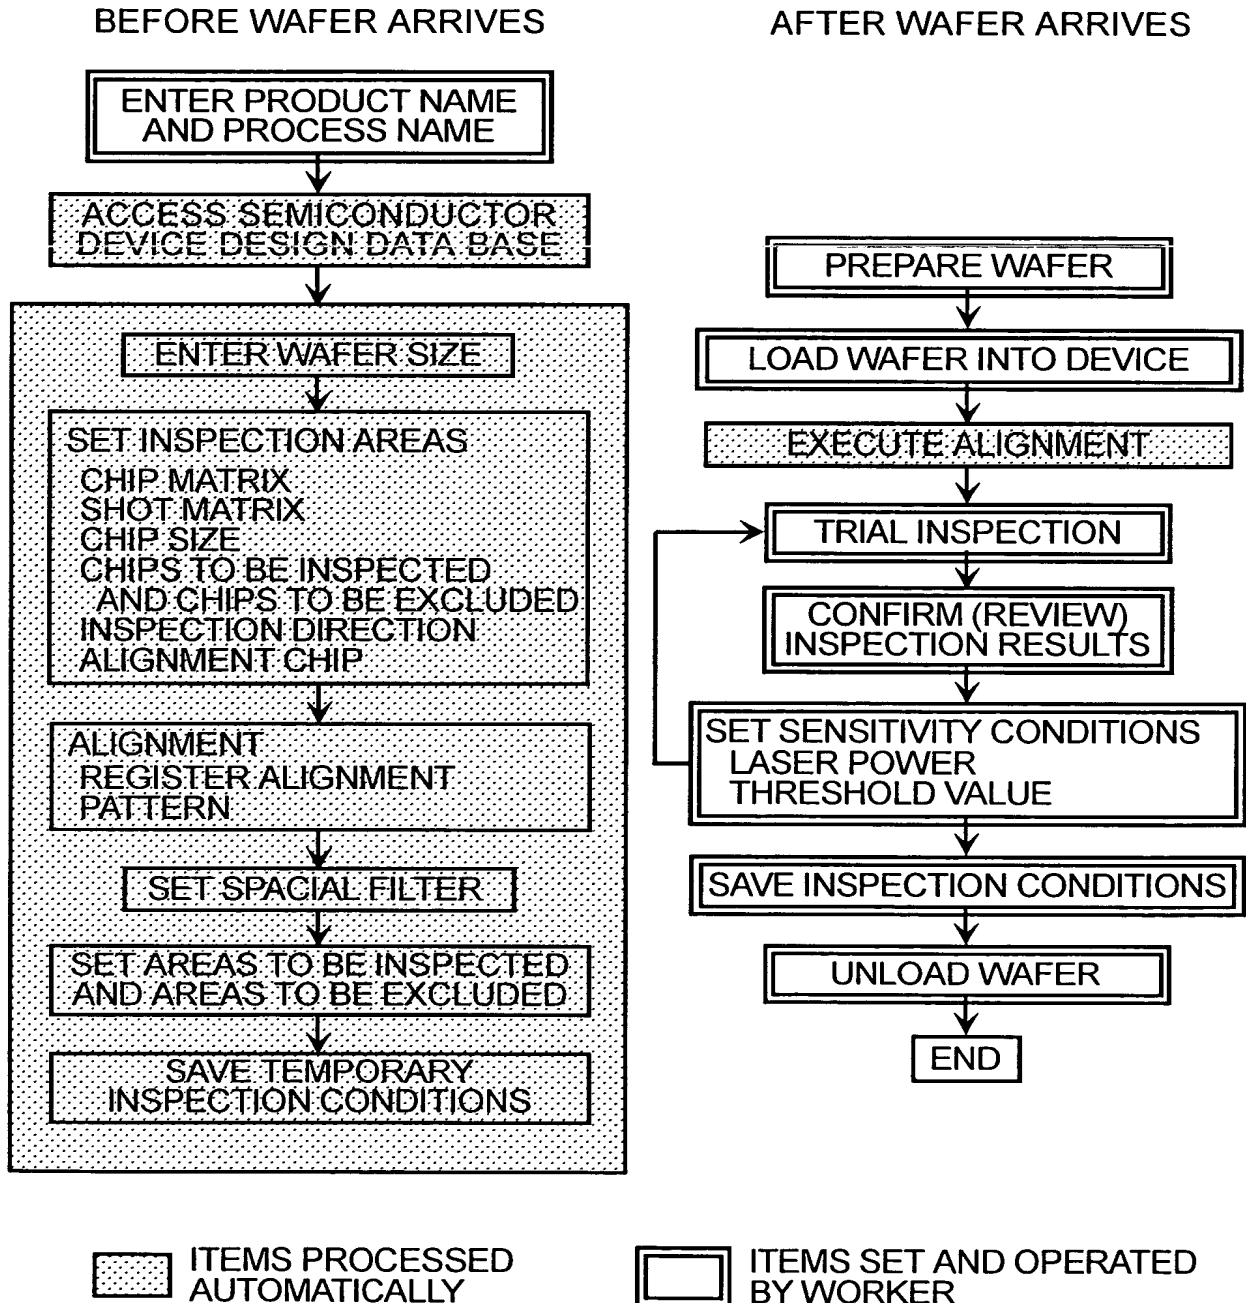 BEFORE WAFER ARRIVES
ENTER PRODUCT NAME
AND PROCESS NAME
ACCESS SEMICONDUCTOR
DEVICE DESIGN DATA BASE
ENTER WAFER SIZE
SET INSPECTION AREAS
CHIP MATRIX
SHOT MATRIX
CHIP SIZE
CHIPS TO BE INSPECTED
AND CHIPS TO BE EXCLUDED
INSPECTION DIRECTION
ALIGNMENT CHIP
ALIGNMENT
REGISTER ALIGNMENT
PATTERN
SET SPACIAL FILTER
SET AREAS TO BE INSPECTED
AND AREAS TO BE EXCLUDED
SAVE TEMPORARY
INSPECTION CONDITIONS
AFTER WAFER ARRIVES
PREPARE WAFER
LOAD WAFER INTO DEVICE
EXECUTE ALIGNMENT
TRIAL INSPECTION
CONFIRM (REVIEW)
INSPECTION RESULTS
SET SENSITIVITY CONDITIONS
LASER POWER
THRESHOLD VALUE
SAVE INSPECTION CONDITIONS
UNLOAD WAFER
END
ITEMS PROCESSED
AUTOMATICALLY
ITEMS SET AND OPERATED
BY WORKER